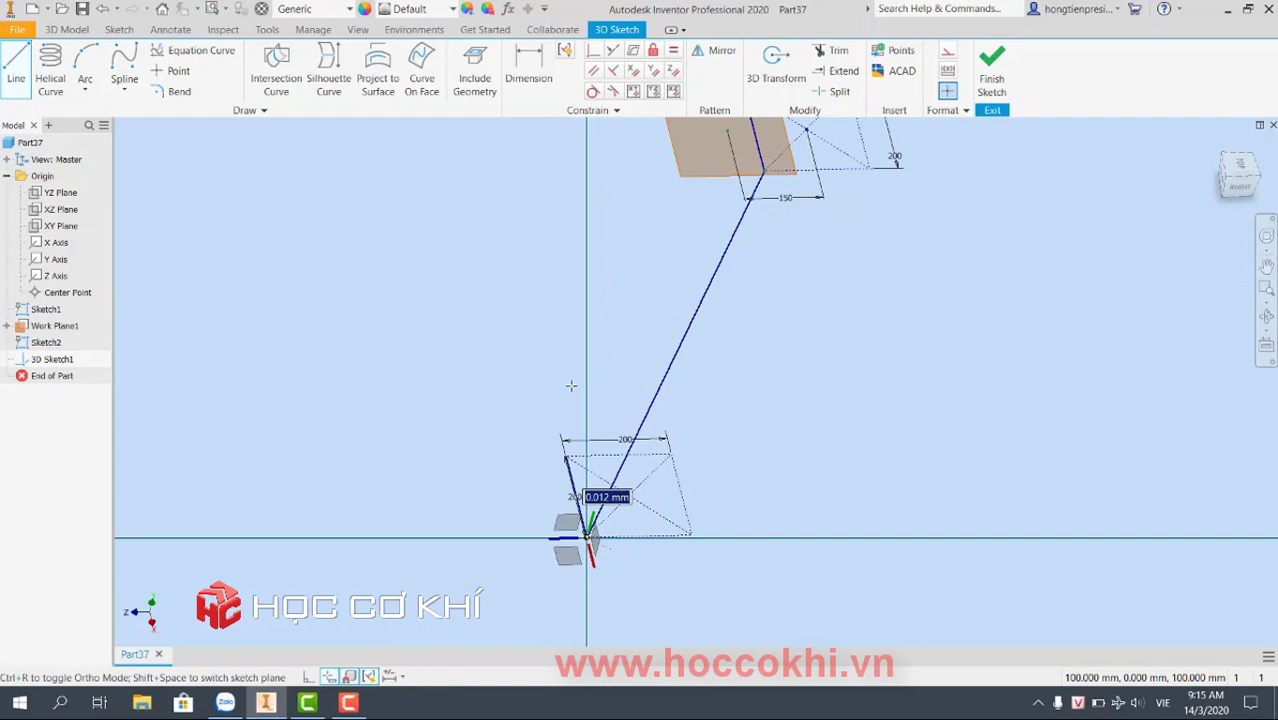 Generic
Default
Autodesk Inventor Professional 2020 Part37
Search Help & Commands...
hongtienpresi...
File
3D Model
Sketch
Annotate
Inspect
Tools
Manage
View
Environments
Get Started
Collaborate
3D Sketch
Line
Helical Curve
Arc
Spline
Equation Curve
Point
Bend
Intersection Curve
Silhouette Curve
Project to Surface
Curve On Face
Include Geometry
Dimension
Mirror
3D Transform
Trim
Extend
Split
Points
ACAD
Finish Sketch
Draw
Constrain
Pattern
Modify
Insert
Format
Exit
Model
Part37
View: Master
Origin
YZ Plane
XZ Plane
XY Plane
X Axis
Y Axis
Z Axis
Center Point
Sketch1
Work Plane1
Sketch2
3D Sketch1
End of Part
RIGHT
200
150
200
0.012 mm
Z
Y
X
HỌC CƠ KHÍ
www.hoccokhi.vn
Part37
Ctrl+R to toggle Ortho Mode; Shift+Space to switch sketch plane
100.000 mm, 0.000 mm, 100.000 mm
1
1
Zalo
VIE
9:15 AM
14/3/2020